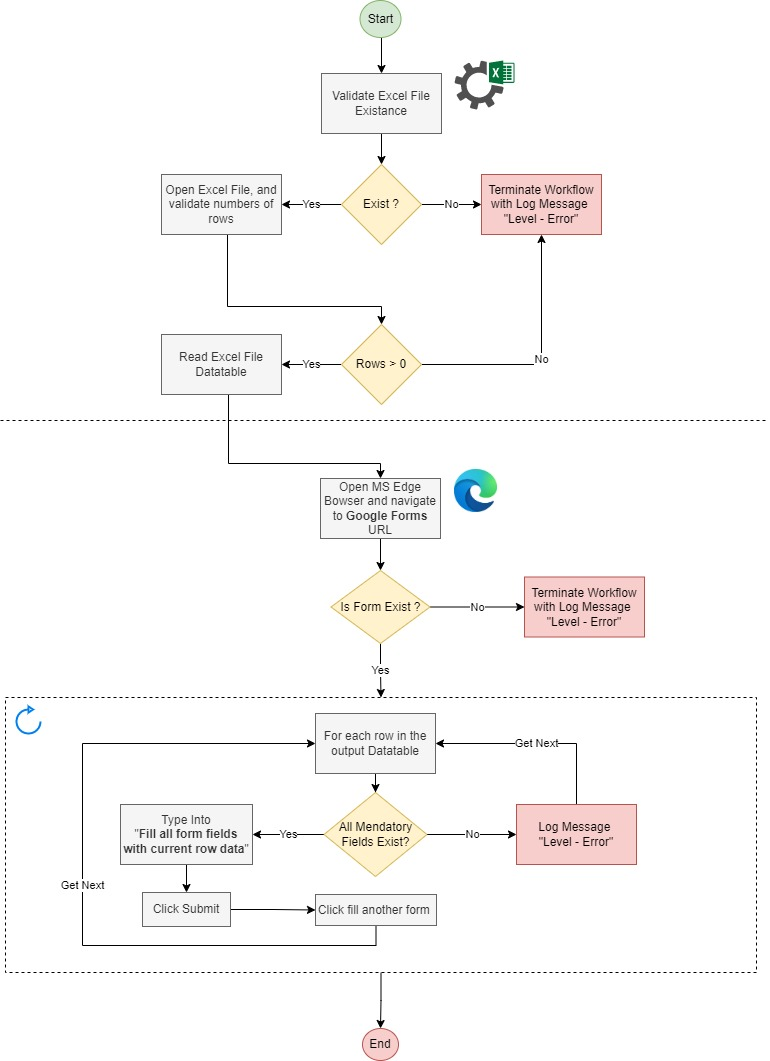 Start
Validate Excel File
Existance
X
Open Excel File, and
validate numbers of
rows
Yes
Exist ?
No
Terminate Workflow
with Log Message
"Level - Error"
Read Excel File
Datatable
Yes
Rows > 0
No
Open MS Edge
Bowser and navigate
to Google Forms
URL
Is Form Exist ?
No
Terminate Workflow
with Log Message
"Level - Error"
Yes
For each row in the
output Datatable
Get Next
Type Into
"Fill all form fields
with current row data"
Yes
All Mendatory
Fields Exist?
No
Log Message
"Level - Error"
Get Next
Click Submit
Click fill another form
End